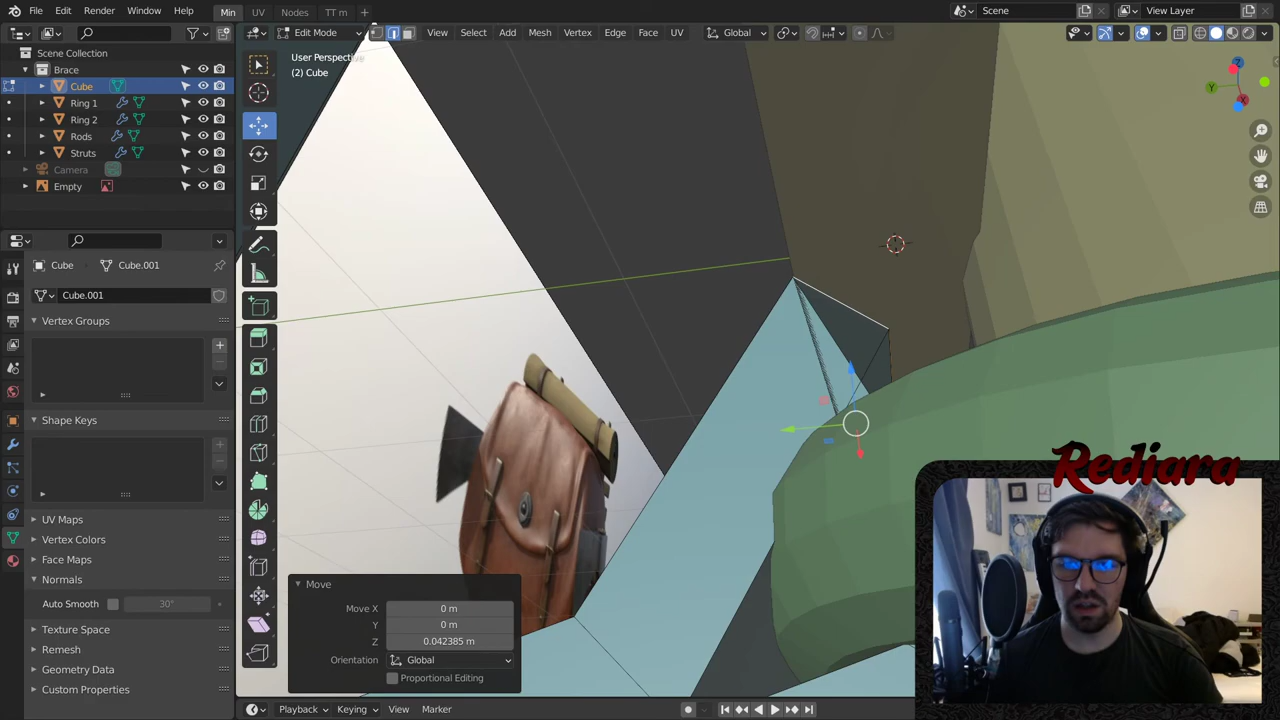 File Edit Render Window Help
Min UV Nodes TT m
Scene
View Layer
Edit Mode
View Select Add Mesh Vertex Edge Face UV
Global
Scene Collection
Brace
Cube
Ring 1
Ring 2
Rods
Struts
Camera
Empty
User Perspective
(2) Cube
Z
Y
X
Cube Cube.001
Cube.001
Vertex Groups
Shape Keys
UV Maps
Vertex Colors
Face Maps
Normals
Auto Smooth 30°
Texture Space
Remesh
Geometry Data
Custom Properties
Move
Move X 0 m
Y 0 m
Z 0.042385 m
Orientation Global
Proportional Editing
Rediara
Playback Keying View Marker